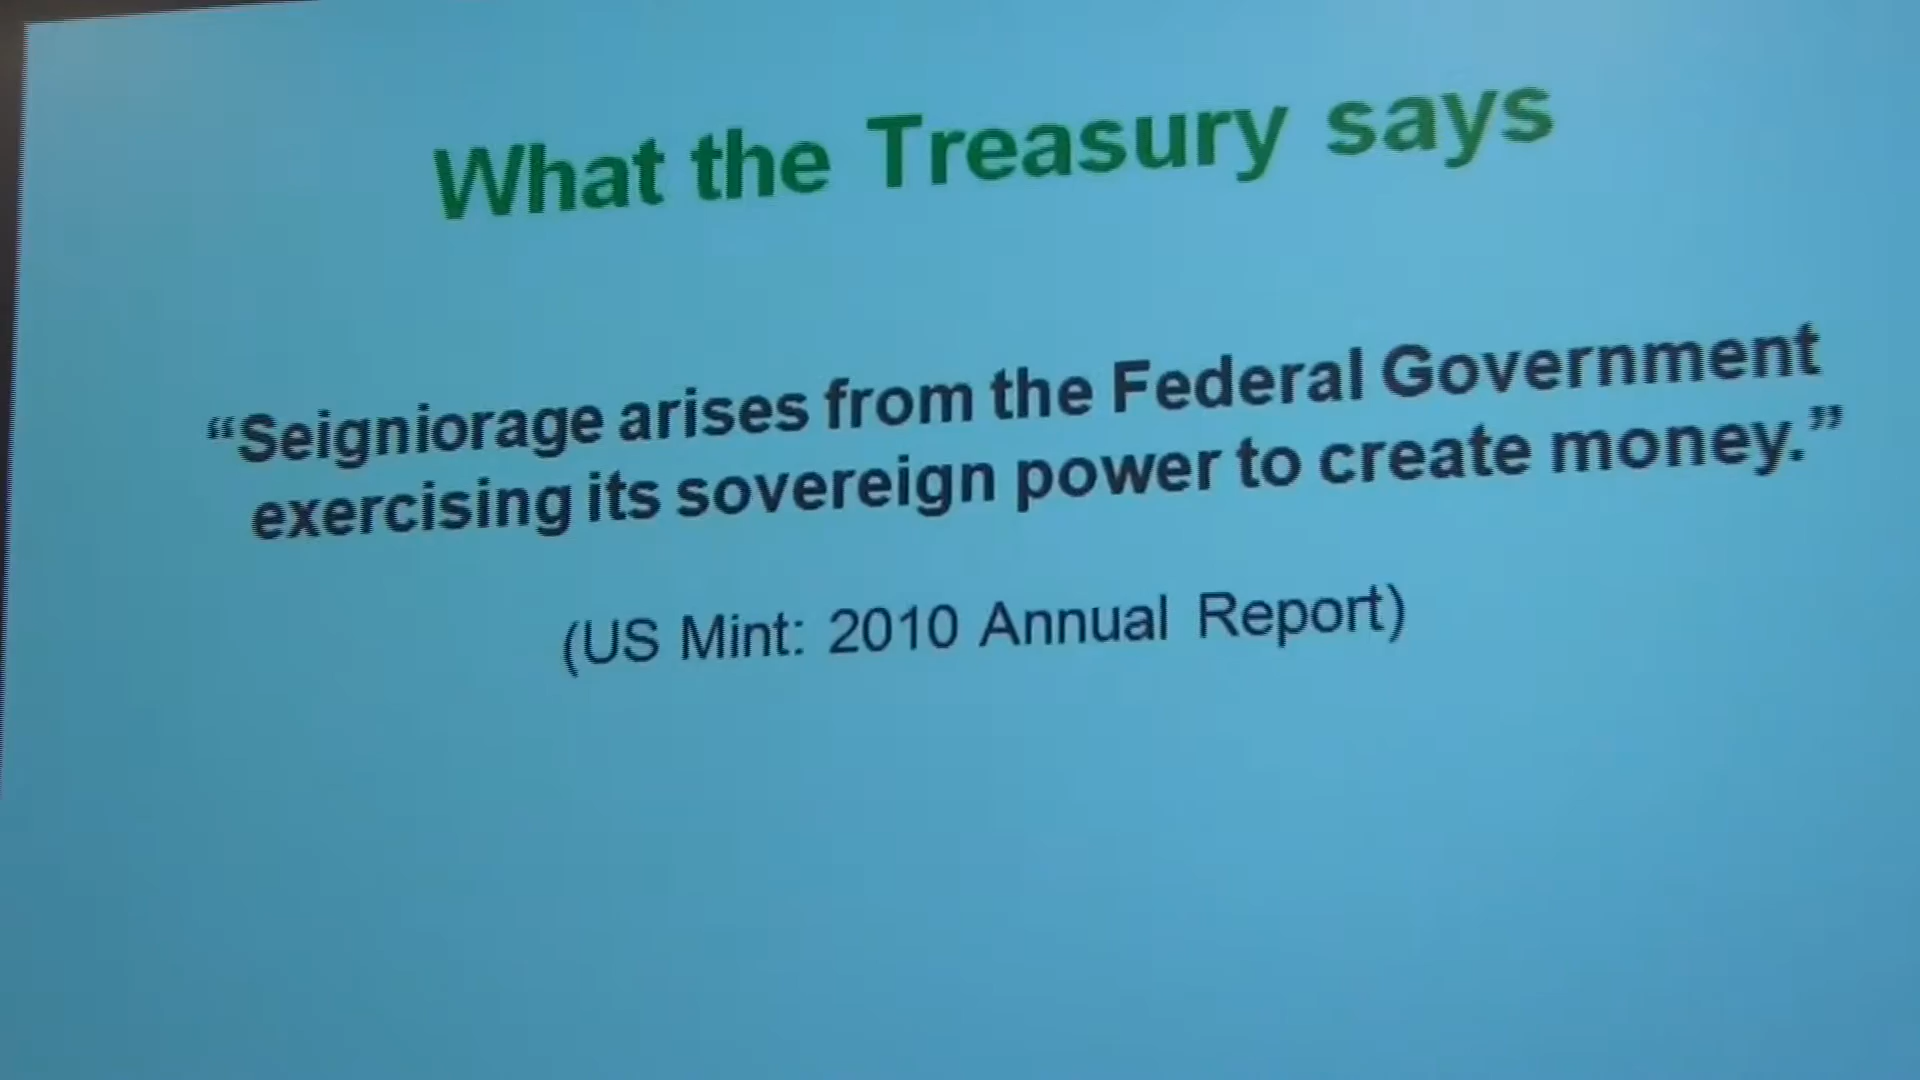 What the Treasury says
“Seigniorage arises from the Federal Government
exercising its sovereign power to create money.”
(US Mint: 2010 Annual Report)